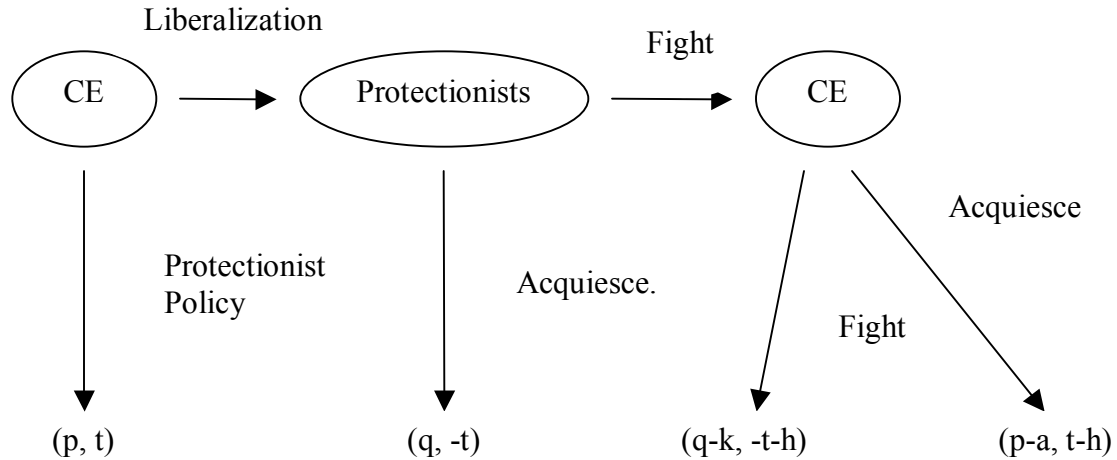 Liberalization
Fight
CE
Protectionists
CE
Acquiesce
Protectionist
Policy
Acquiesce.
Fight
(p, t)
(q, -t)
(q-k, -t-h)
(p-a, t-h)